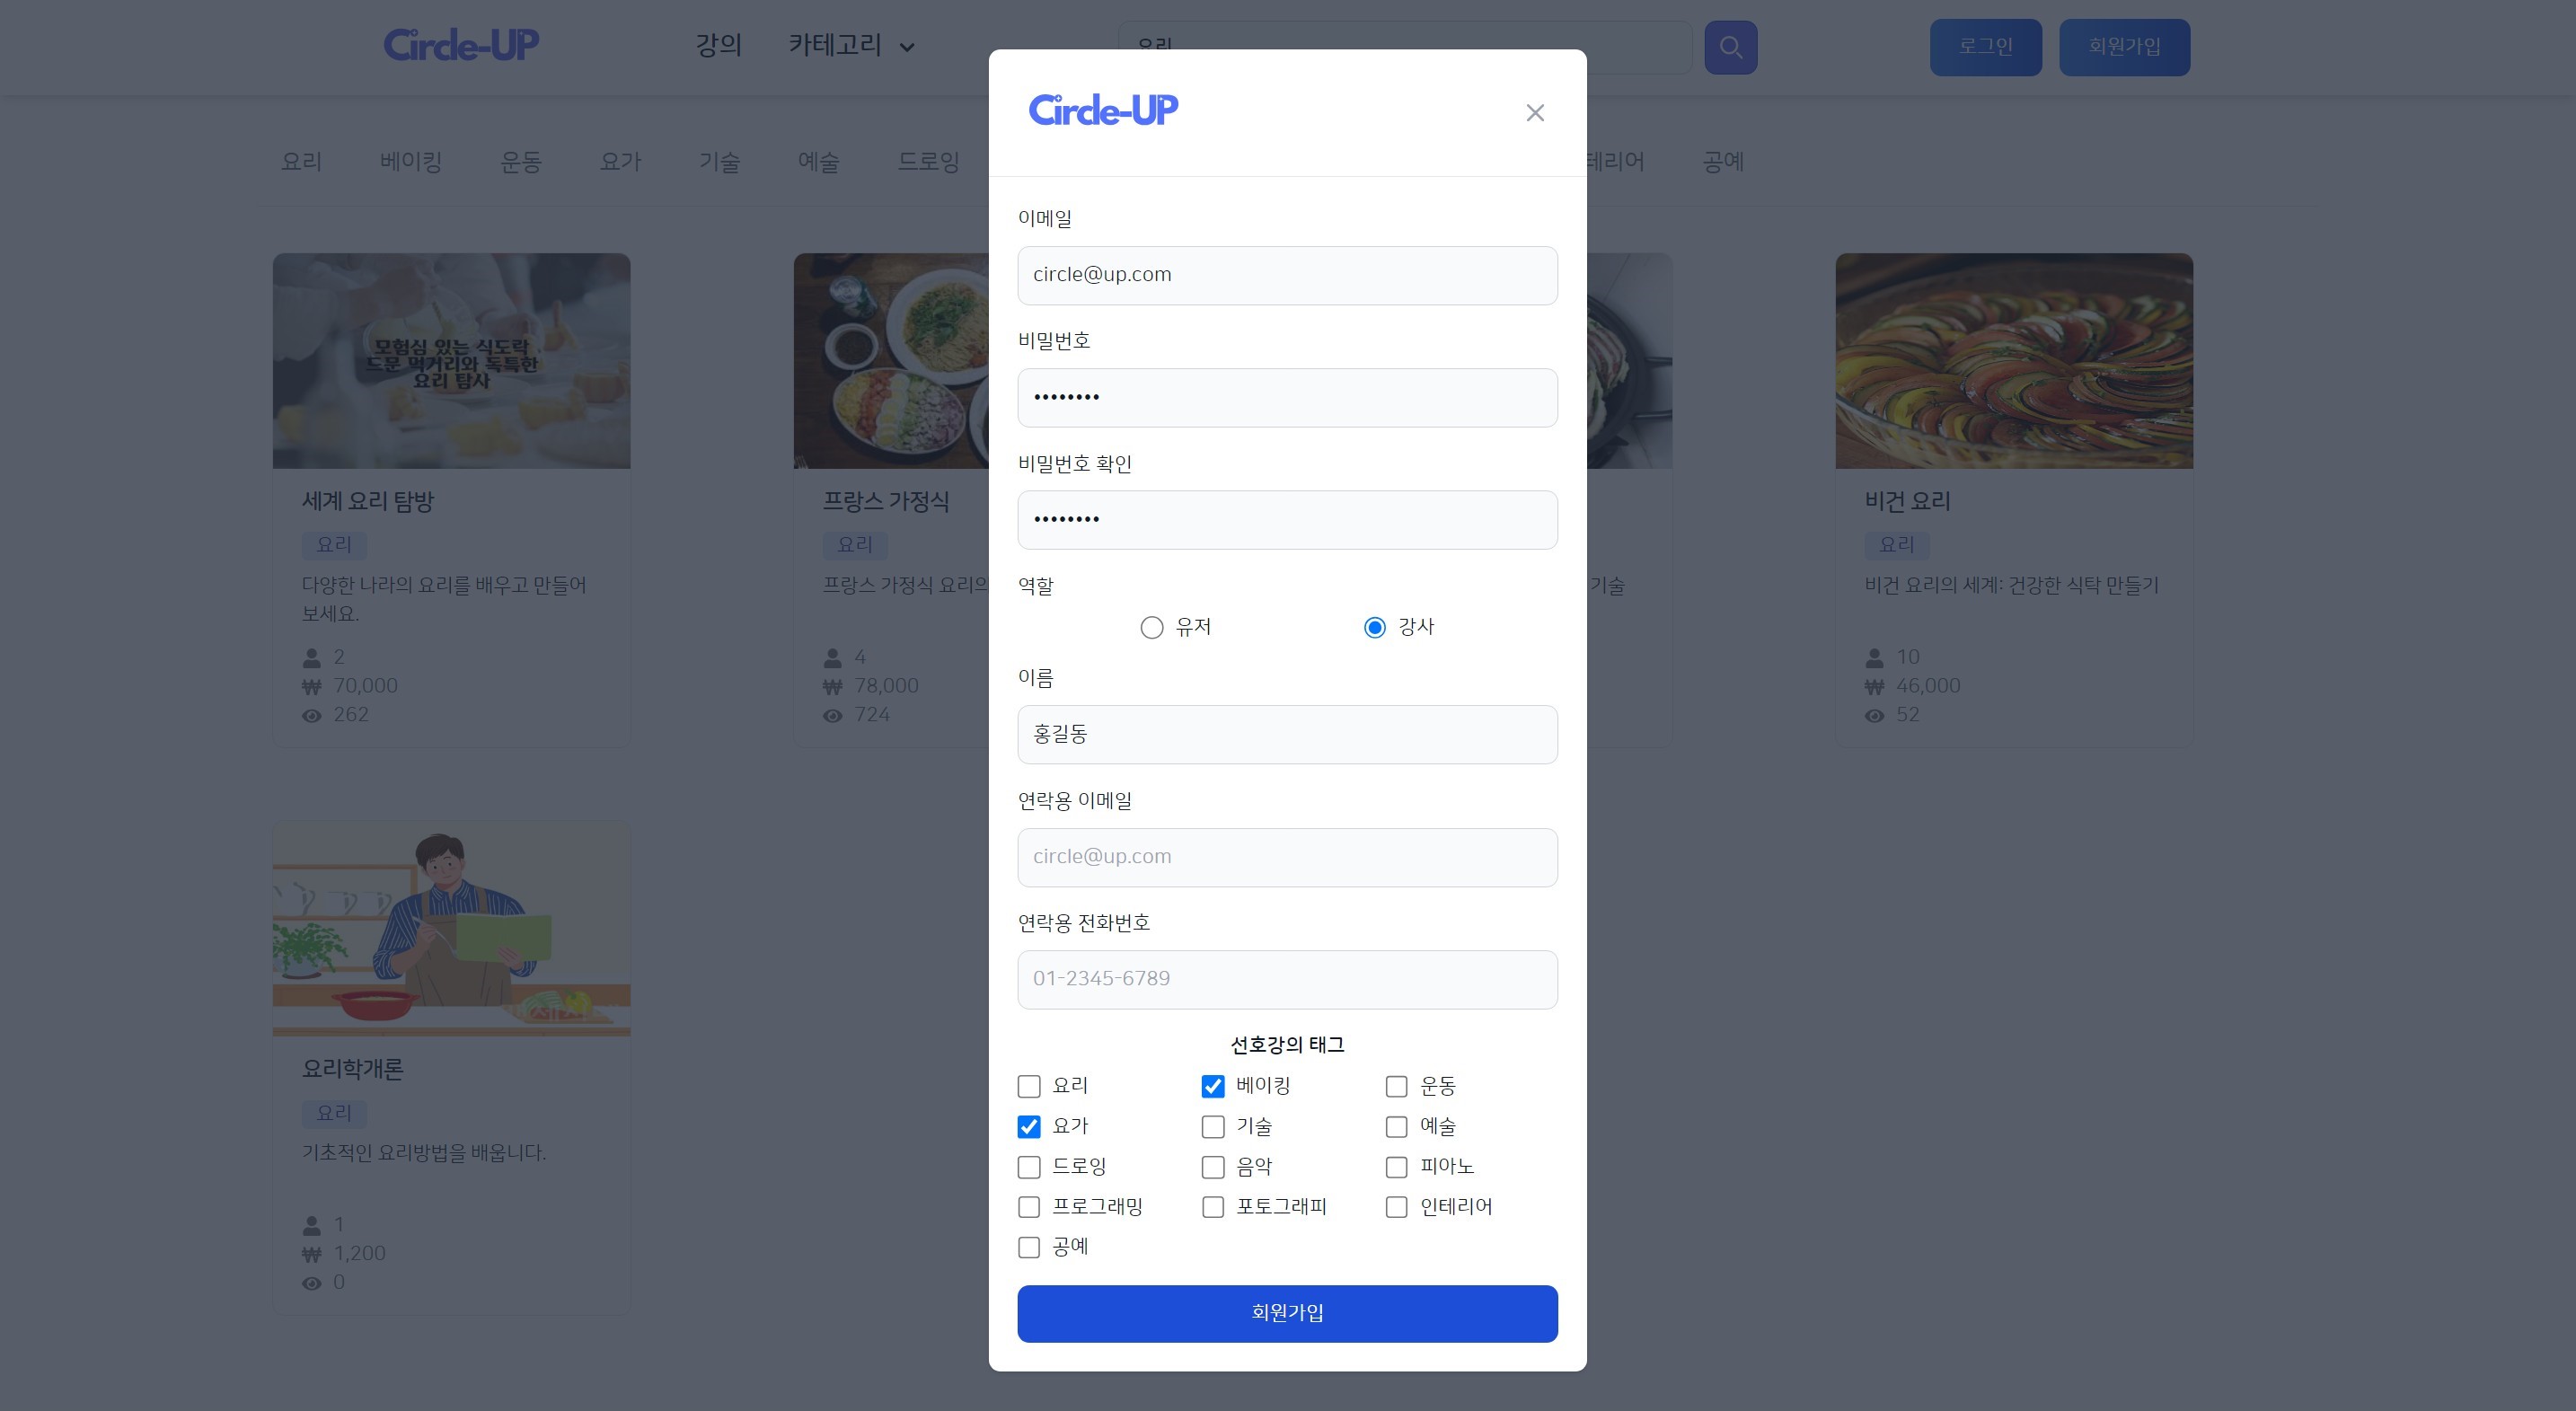 Circle-UP
강의
카테고리
로그인
회원가입
요리
베이킹
운동
요가
기술
예술
드로잉
공예
모험심 있는 식도락
드문 먹거리와 독특한
요리 탐사
세계 요리 탐방
요리
다양한 나라의 요리를 배우고 만들어
보세요.
2
70,000
262
프랑스 가정식
요리
프랑스 가정식 요리의
4
78,000
724
기술
비건 요리
요리
비건 요리의 세계: 건강한 식탁 만들기
10
46,000
52
요리학개론
요리
기초적인 요리방법을 배웁니다.
1
1,200
0
Circle-UP
이메일
circle@up.com
비밀번호
••••••••
비밀번호 확인
••••••••
역할
유저
강사
이름
홍길동
연락용 이메일
circle@up.com
연락용 전화번호
01-2345-6789
선호강의 태그
요리
베이킹
운동
요가
기술
예술
드로잉
음악
피아노
프로그래밍
포토그래피
인테리어
공예
회원가입